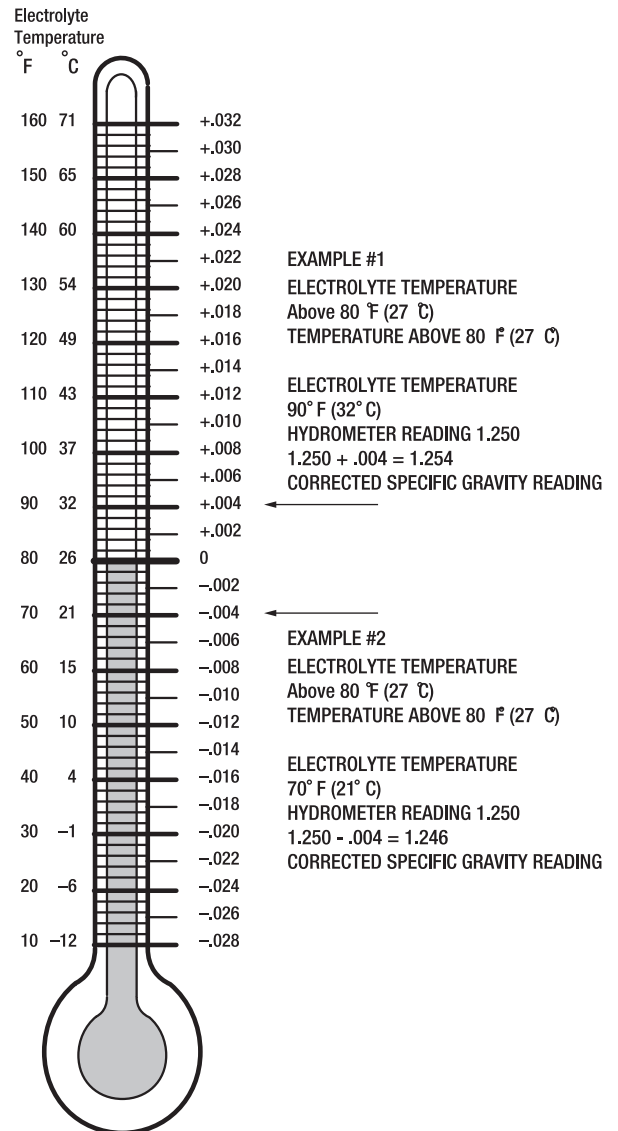 Electrolyte
Temperature
°F °C
160 71 +.032
+.030
150 65 +.028
+.026
140 60 +.024
+.022
130 54 +.020
+.018
120 49 +.016
+.014
110 43 +.012
+.010
100 37 +.008
+.006
90 32 +.004
+.002
80 26 0
–.002
70 21 –.004
–.006
60 15 –.008
–.010
50 10 –.012
–.014
40 4 –.016
–.018
30 –1 –.020
–.022
20 –6 –.024
–.026
10 –12 –.028
EXAMPLE #1
ELECTROLYTE TEMPERATURE
Above 80 °F (27 °C)
TEMPERATURE ABOVE 80 °F (27 °C)
ELECTROLYTE TEMPERATURE
90° F (32° C)
HYDROMETER READING 1.250
1.250 + .004 = 1.254
CORRECTED SPECIFIC GRAVITY READING
EXAMPLE #2
ELECTROLYTE TEMPERATURE
Above 80 °F (27 °C)
TEMPERATURE ABOVE 80 °F (27 °C)
ELECTROLYTE TEMPERATURE
70° F (21° C)
HYDROMETER READING 1.250
1.250 - .004 = 1.246
CORRECTED SPECIFIC GRAVITY READING